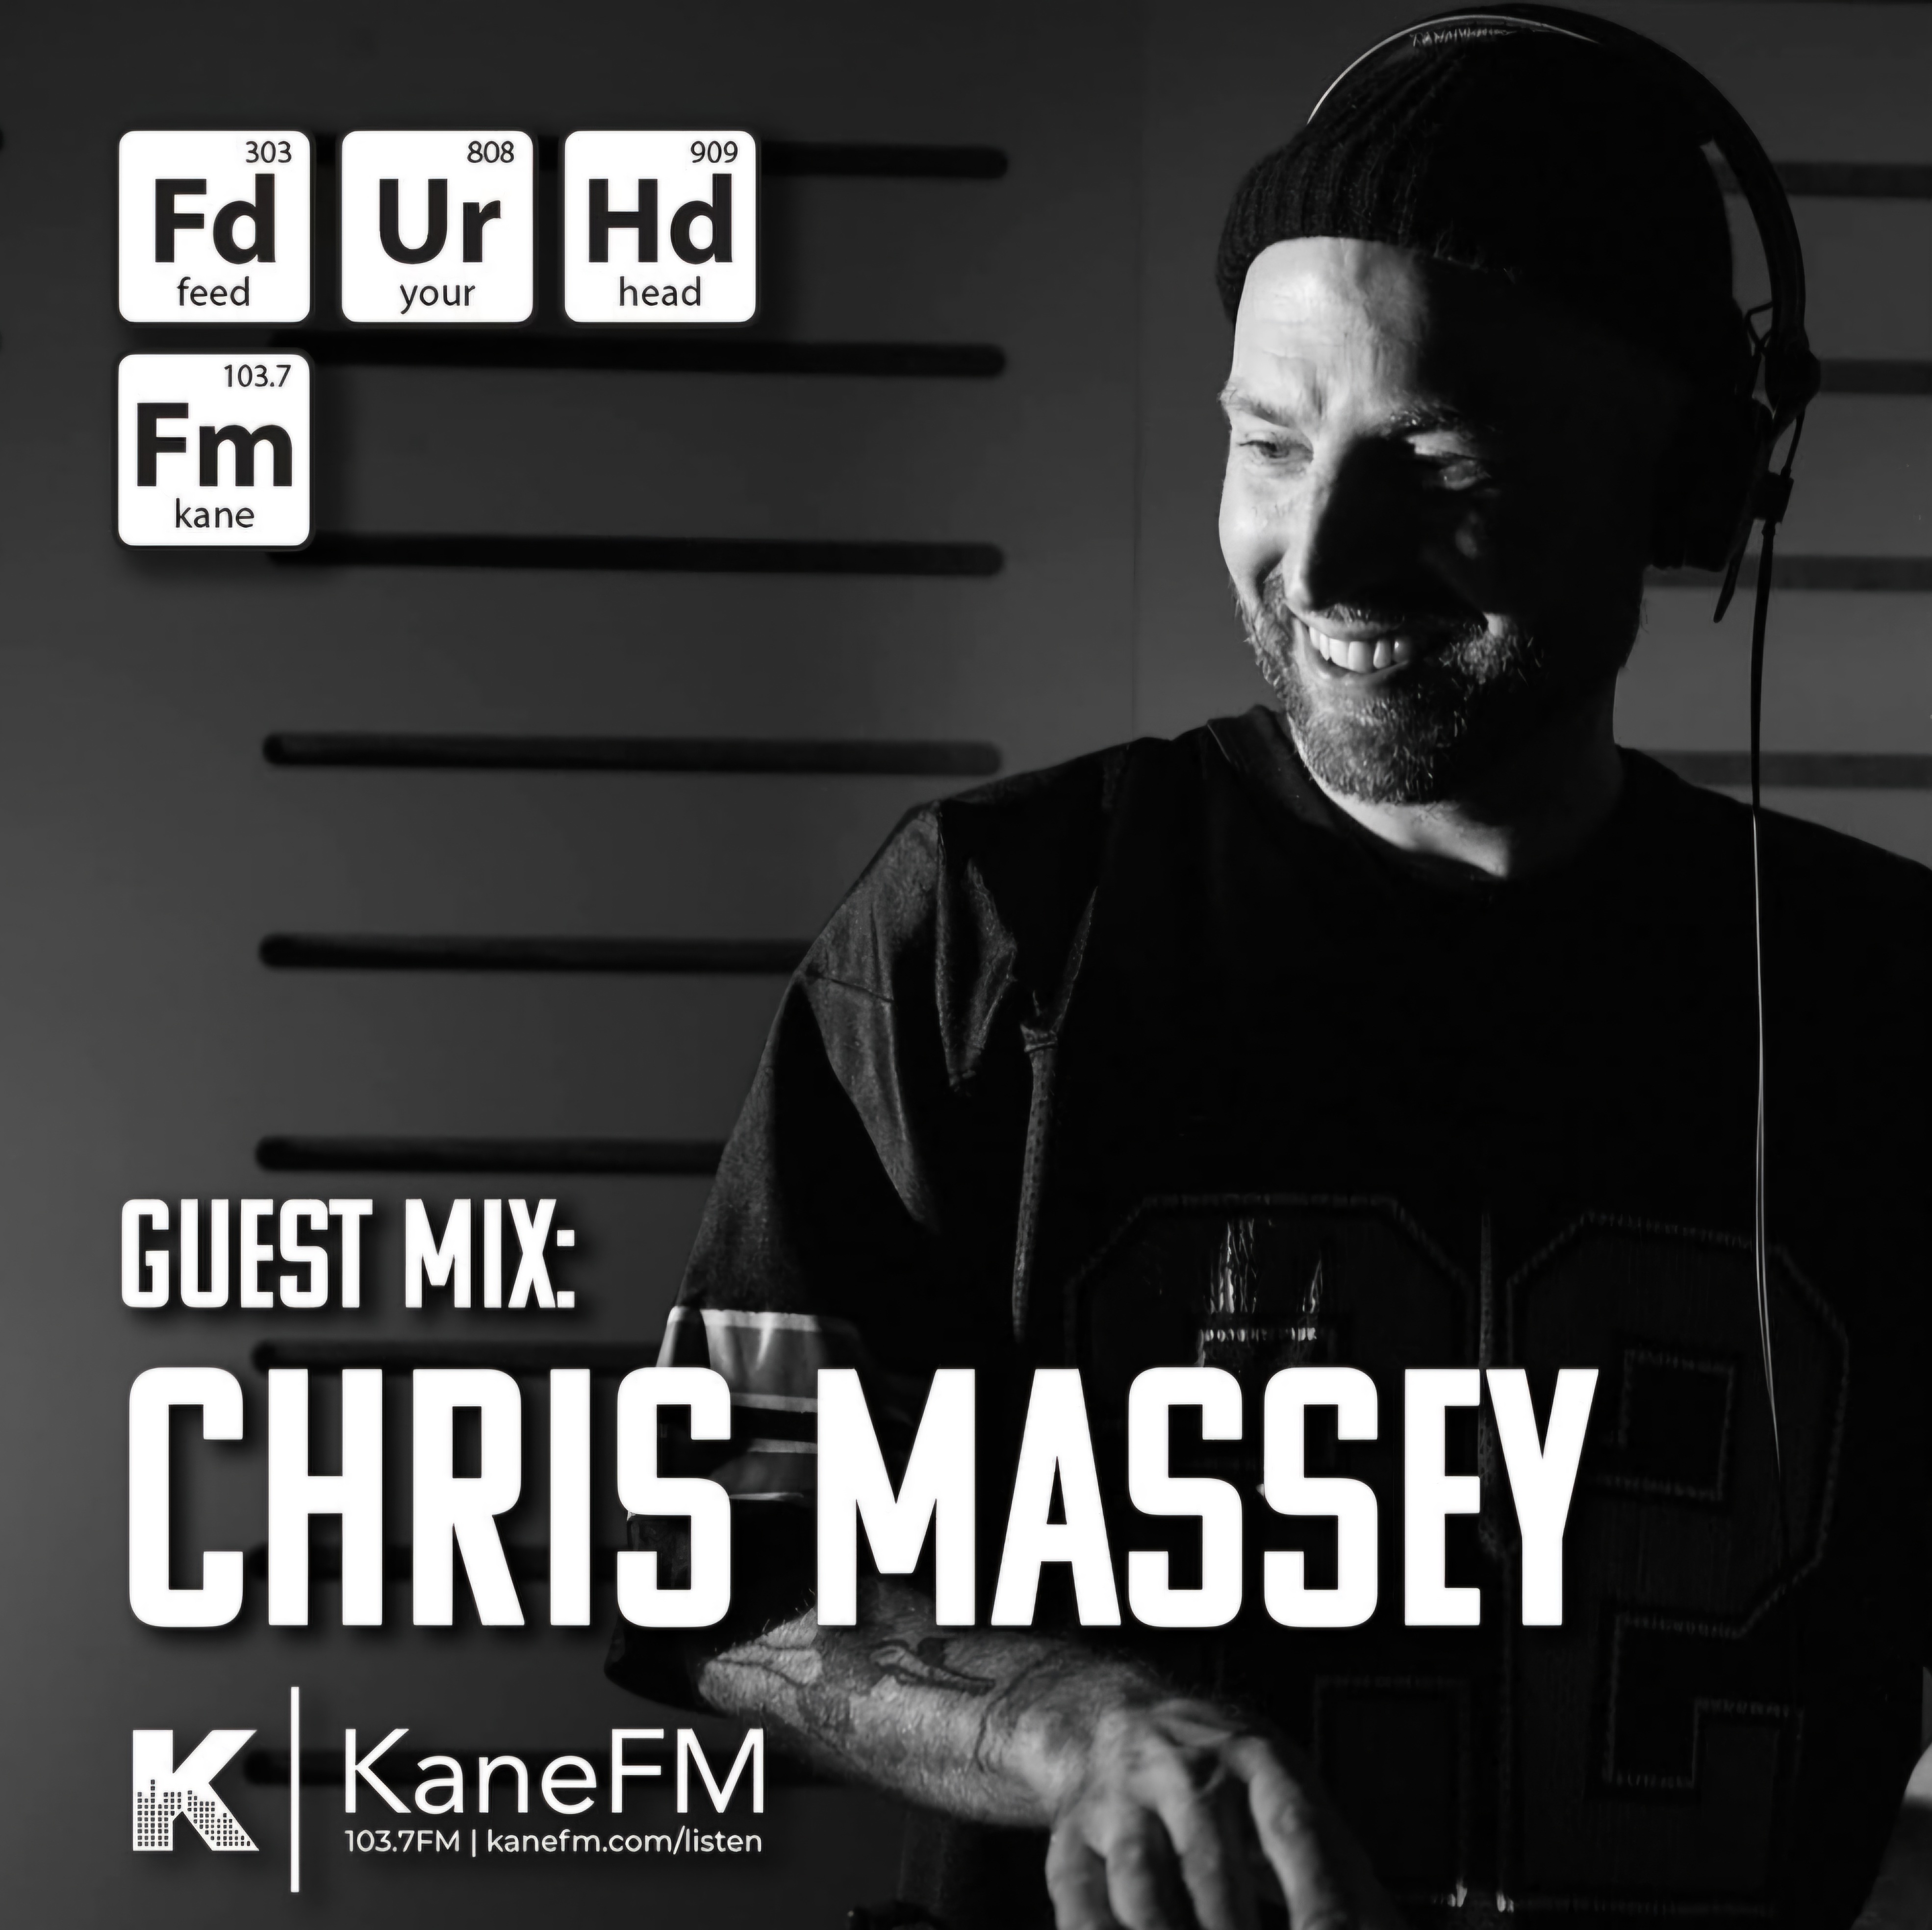 303 808 909
Fd Ur Hd
feed your head
103.7
Fm
kane
GUEST MIX:
CHRIS MASSEY
K
KaneFM
103.7FM | kanefm.com/listen